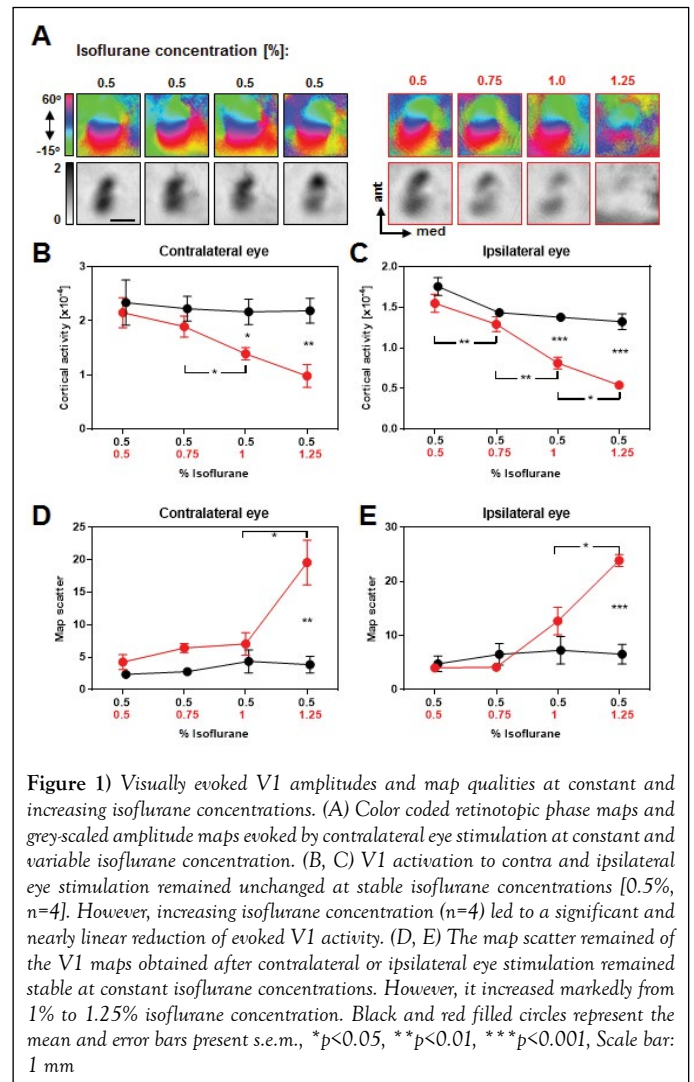 A
Isoflurane concentration [%]:
0.5 0.5 0.5 0.5 0.5 0.75 1.0 1.25
60°
-15°
2
0
ant
med
B
Contralateral eye
Cortical activity [x10⁻⁴]
3
2
1
0
*
**
*
0.5 0.5 0.5 0.5
0.5 0.75 1 1.25
% Isoflurane
C
Ipsilateral eye
Cortical activity [x10⁻⁴]
2.0
1.5
1.0
0.5
0.0
***
***
**
**
*
0.5 0.5 0.5 0.5
0.5 0.75 1 1.25
% Isoflurane
D
Contralateral eye
Map scatter
25
20
15
10
5
0
*
**
0.5 0.5 0.5 0.5
0.5 0.75 1 1.25
% Isoflurane
E
Ipsilateral eye
Map scatter
30
20
10
0
*
***
0.5 0.5 0.5 0.5
0.5 0.75 1 1.25
% Isoflurane
Figure 1) Visually evoked V1 amplitudes and map qualities at constant and
increasing isoflurane concentrations. (A) Color coded retinotopic phase maps and
grey-scaled amplitude maps evoked by contralateral eye stimulation at constant and
variable isoflurane concentration. (B, C) V1 activation to contra and ipsilateral
eye stimulation remained unchanged at stable isoflurane concentrations [0.5%,
n=4]. However, increasing isoflurane concentration (n=4) led to a significant and
nearly linear reduction of evoked V1 activity. (D, E) The map scatter remained of
the V1 maps obtained after contralateral or ipsilateral eye stimulation remained
stable at constant isoflurane concentrations. However, it increased markedly from
1% to 1.25% isoflurane concentration. Black and red filled circles represent the
mean and error bars present s.e.m., *p<0.05, **p<0.01, ***p<0.001, Scale bar:
1 mm